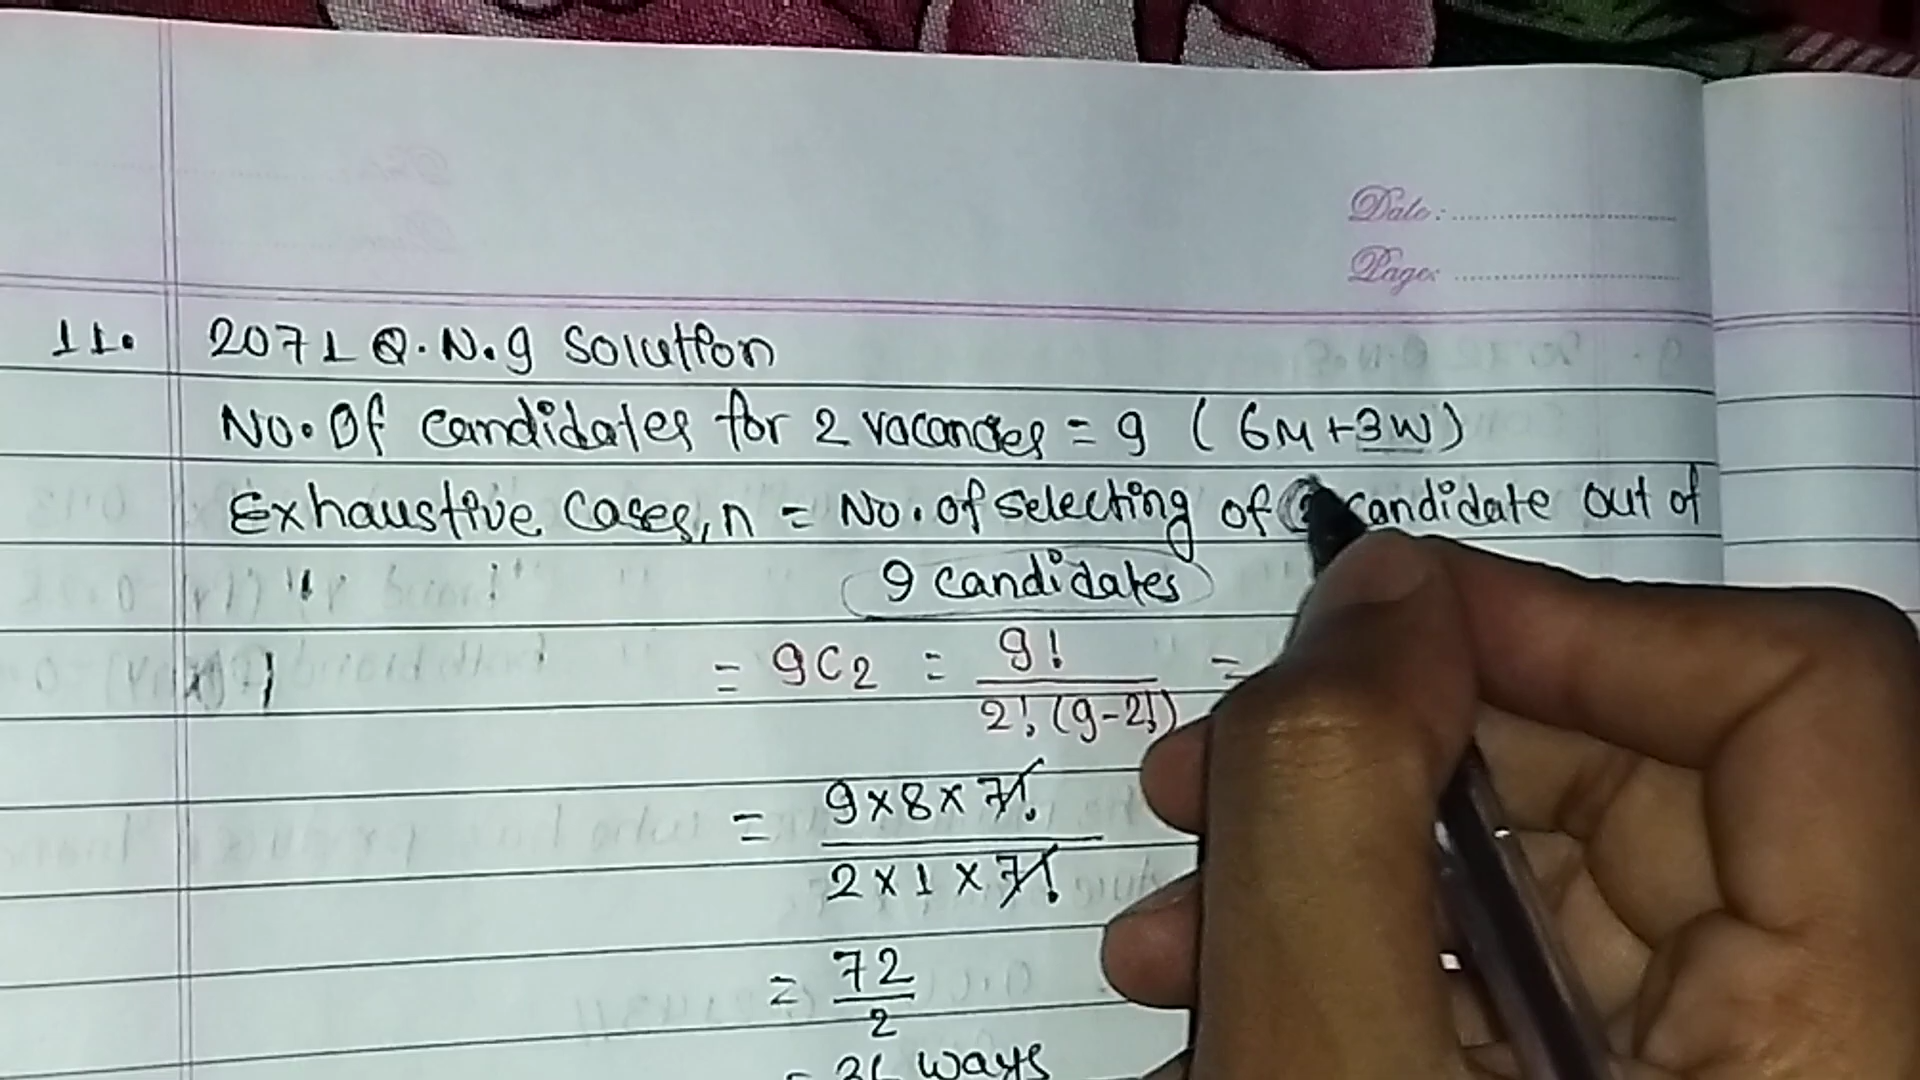 Date:
Page:
11. 2071 Q.N.9 Solution
No. Of candidates for 2 vacancies = 9 (6M+3W)
Exhaustive cases, n = No. of selecting of 2 candidate out of
9 candidates
= 9C2 = 9! / 2! (9-2!) =
= 9×8×7! / 2×1×7!
= 72 / 2
= 36 ways